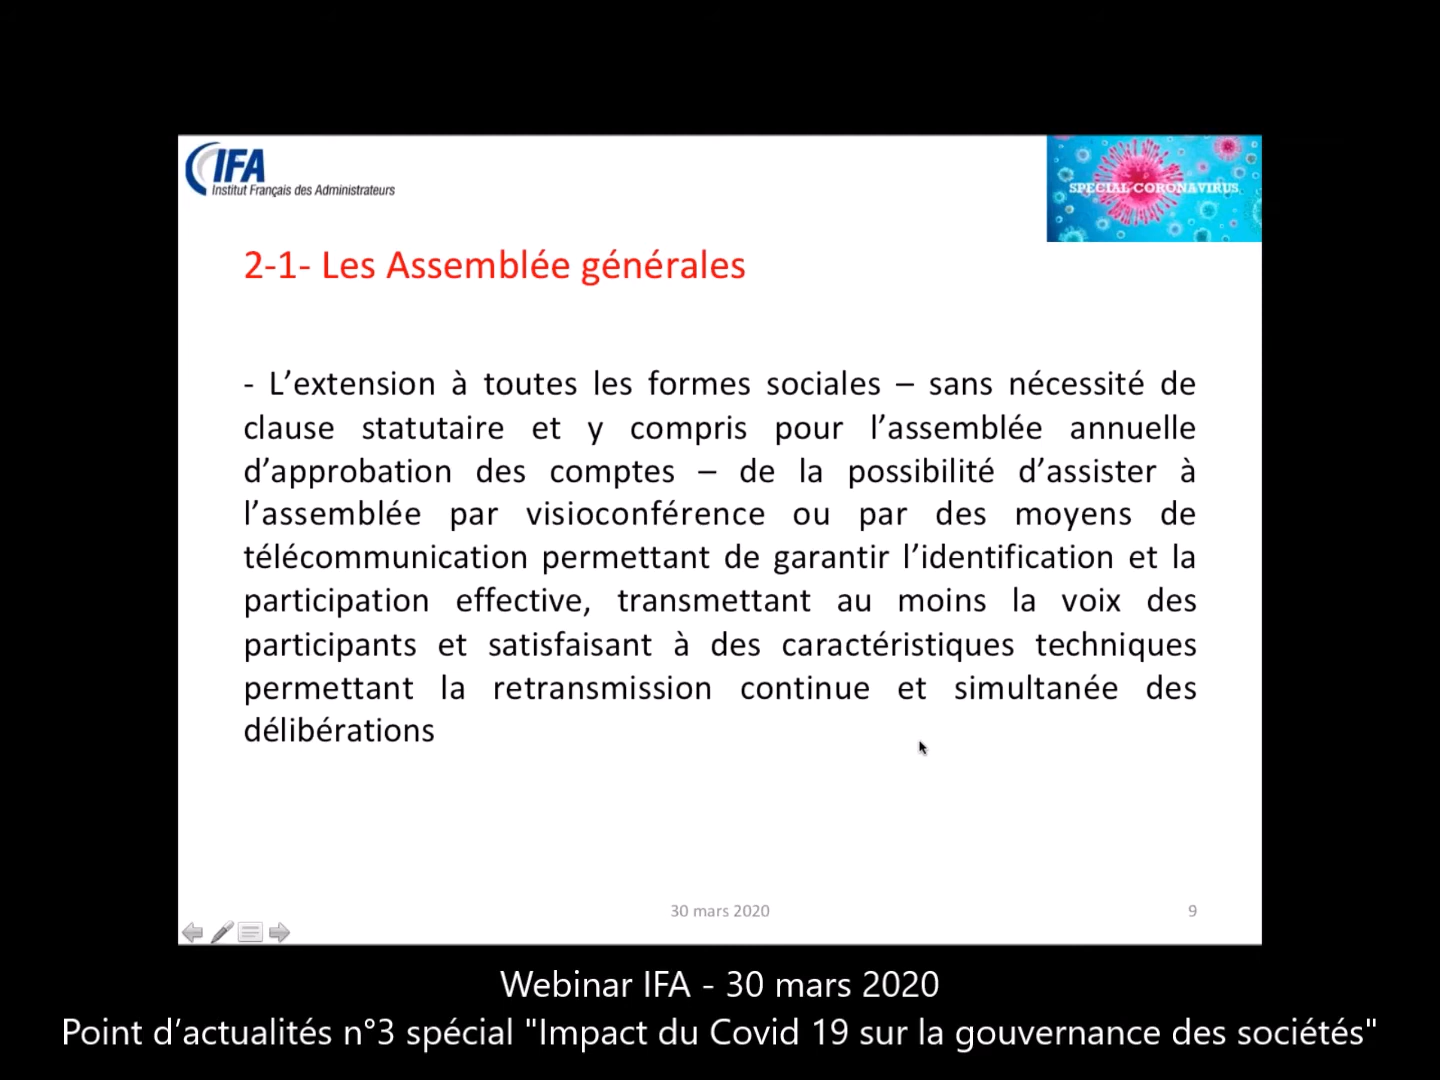 IFA
Institut Français des Administrateurs
SPECIAL CORONAVIRUS
2-1- Les Assemblée générales
- L’extension à toutes les formes sociales – sans nécessité de
clause statutaire et y compris pour l’assemblée annuelle
d’approbation des comptes – de la possibilité d’assister à
l’assemblée par visioconférence ou par des moyens de
télécommunication permettant de garantir l’identification et la
participation effective, transmettant au moins la voix des
participants et satisfaisant à des caractéristiques techniques
permettant la retransmission continue et simultanée des
délibérations
30 mars 2020
9
Webinar IFA - 30 mars 2020
Point d’actualités n°3 spécial "Impact du Covid 19 sur la gouvernance des sociétés"